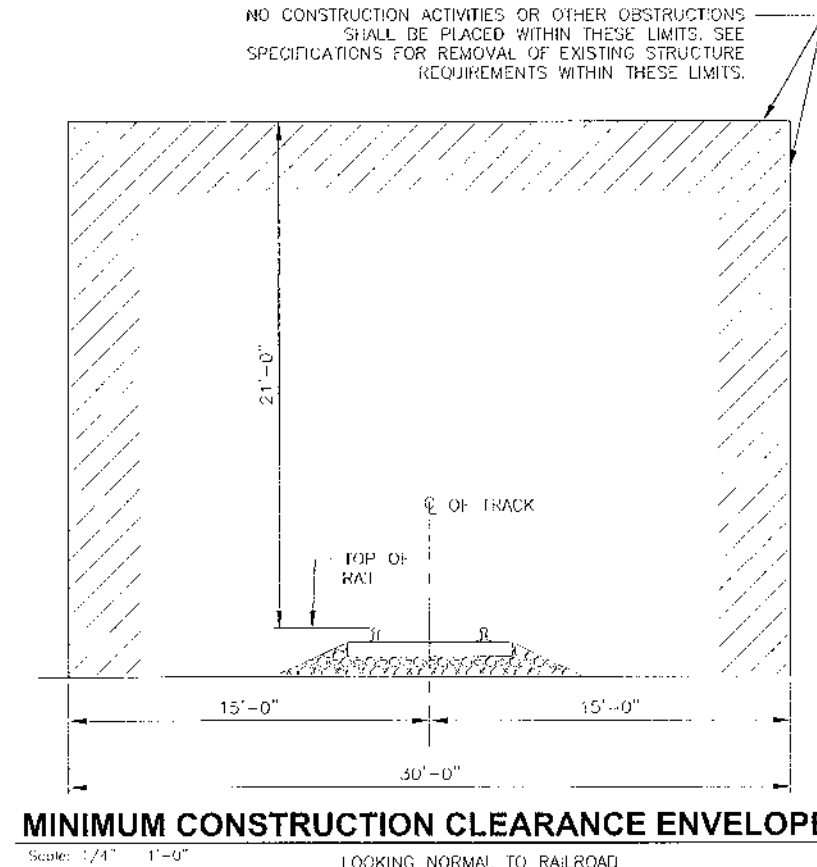 NO CONSTRUCTION ACTIVITIES OR OTHER OBSTRUCTIONS
SHALL BE PLACED WITHIN THESE LIMITS. SEE
SPECIFICATIONS FOR REMOVAL OF EXISTING STRUCTURE
REQUIREMENTS WITHIN THESE LIMITS.
21'-0"
℄ OF TRACK
TOP OF
RAIL
15'-0"
15'-0"
30'-0"
MINIMUM CONSTRUCTION CLEARANCE ENVELOPE
Scale: 1/4" 1'-0"
LOOKING NORMAL TO RAILROAD